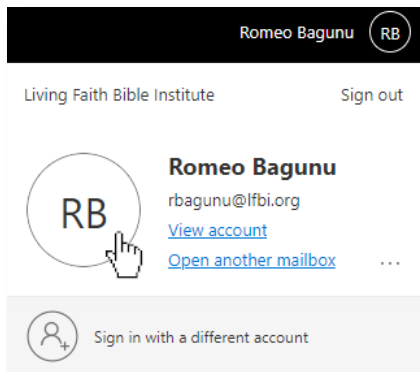 Romeo Bagunu RB
Living Faith Bible Institute Sign out
RB
Romeo Bagunu
rbagunu@lfbi.org
View account
Open another mailbox ...
Sign in with a different account